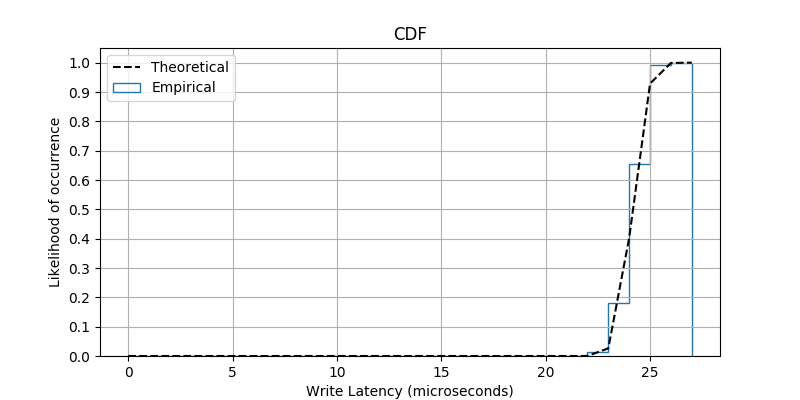 CDF
Theoretical
Empirical
Likelihood of occurrence
1.0
0.9
0.8
0.7
0.6
0.5
0.4
0.3
0.2
0.1
0.0
0 5 10 15 20 25
Write Latency (microseconds)